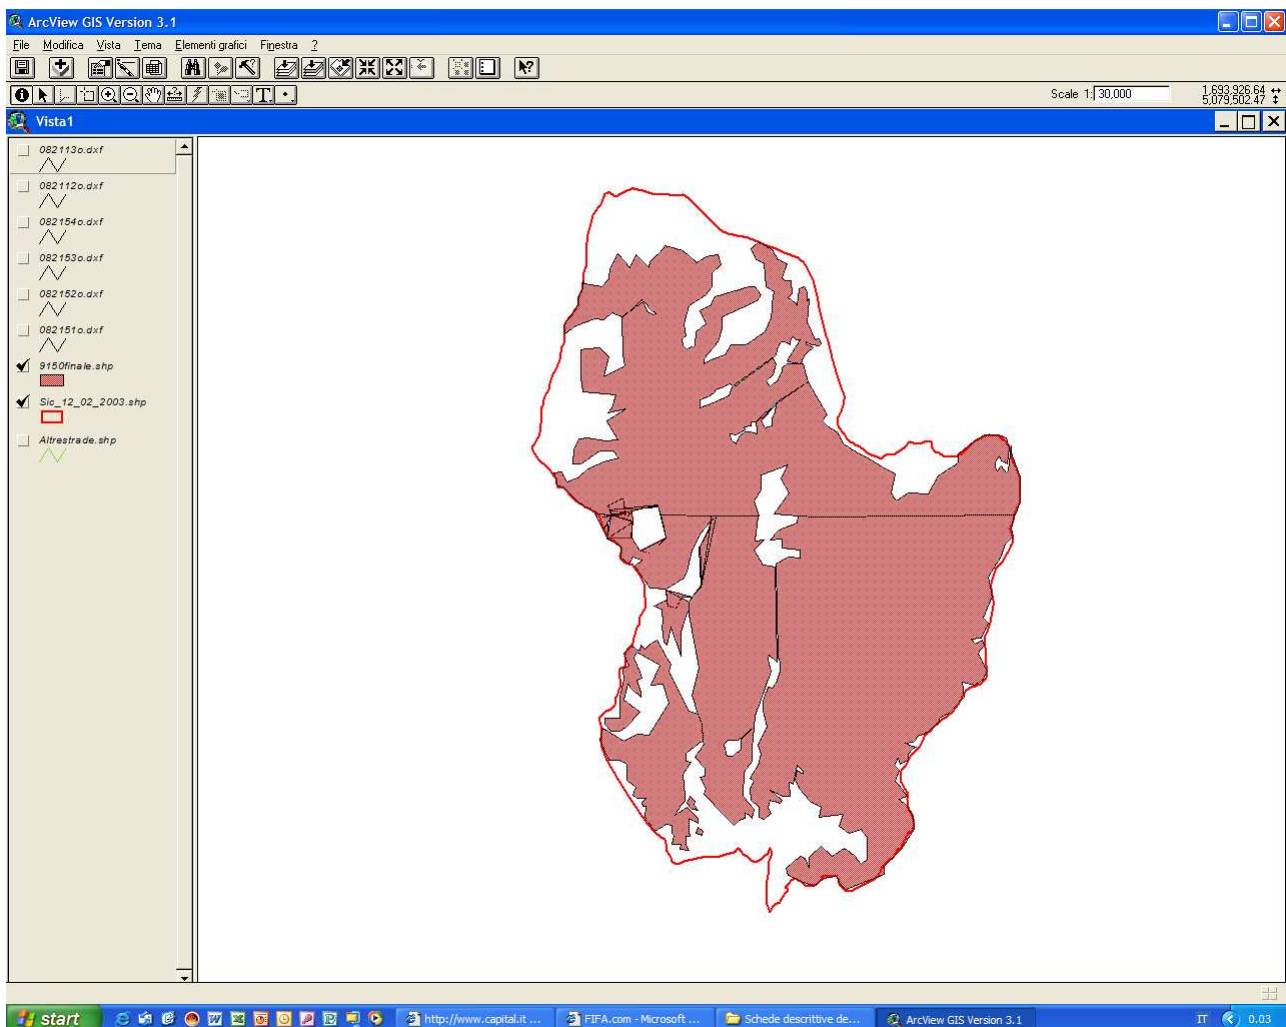 ArcView GIS Version 3.1
File Modifica Vista Tema Elementi grafici Finestra ?
Scale 1: 30,000
1,693,926.64
5,079,502.47
Vista1
082113o.dxf
082112o.dxf
082154o.dxf
082153o.dxf
082152o.dxf
082151o.dxf
9150finale.shp
Sic_12_02_2003.shp
Altrestrade.shp
start
http://www.capital.it ...
FIFA.com - Microsoft ...
Schede descrittive de...
ArcView GIS Version 3.1
IT
0.03